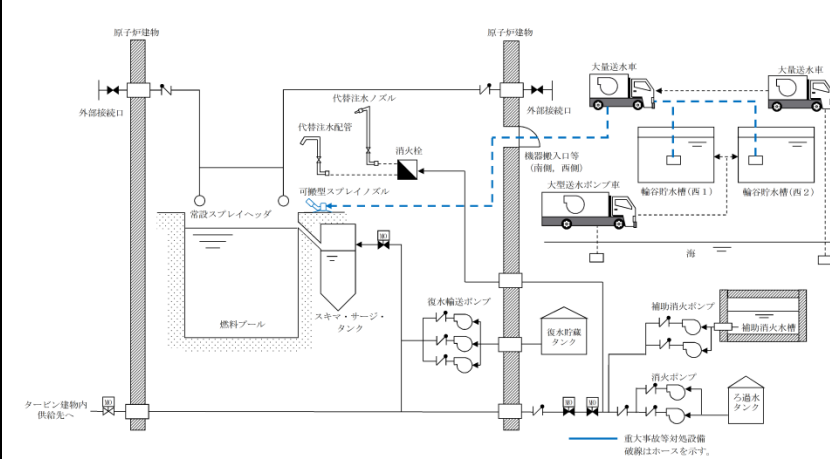 原子炉建物
原子炉建物
大量送水車
大量送水車
外部接続口
外部接続口
代替注水ノズル
代替注水配管
消火栓
可搬型スプレイノズル
機器搬入口等
(南側，西側)
輪谷貯水槽(西1)
輪谷貯水槽(西2)
大型送水ポンプ車
常設スプレイヘッダ
海
MO
燃料プール
スキマ・サージ・
タンク
復水輸送ポンプ
復水貯蔵
タンク
補助消火ポンプ
補助消火水槽
消火ポンプ
ろ過水
タンク
タービン建物内
供給先へ
MO
MO
MO
重大事故等対処設備
破線はホースを示す。